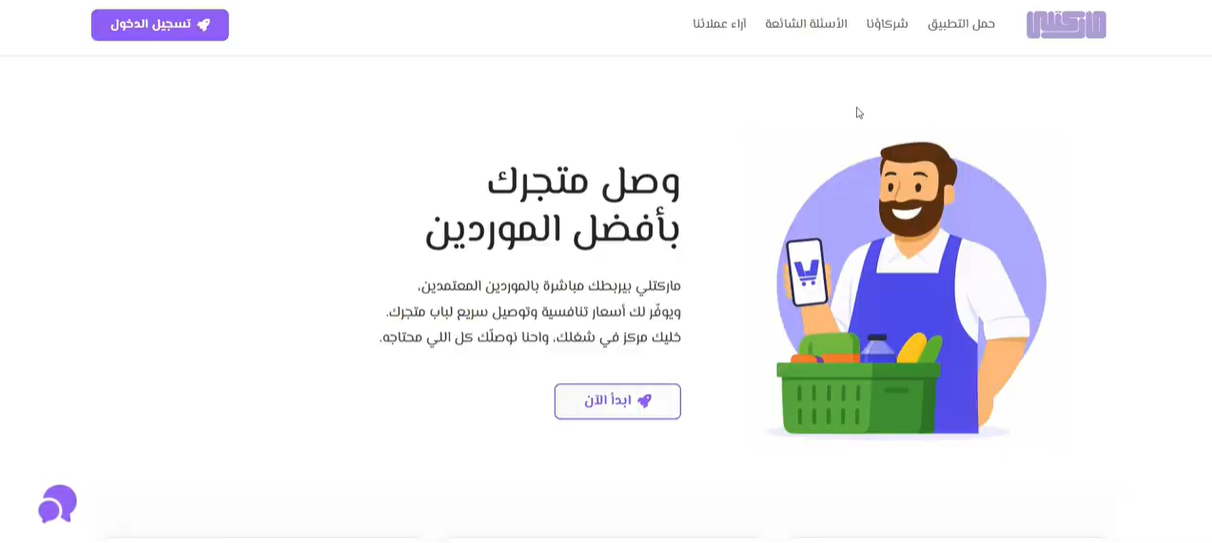 ماركتلي
حمل التطبيق
شركاؤنا
الأسئلة الشائعة
آراء عملائنا
تسجيل الدخول
وصل متجرك
بأفضل الموردين
ماركتلي بيربطك مباشرة بالموردين المعتمدين،
ويوفّر لك أسعار تنافسية وتوصيل سريع لباب متجرك.
خليك مركز في شغلك، واحنا نوصلّك كل اللي محتاجه.
ابدأ الآن